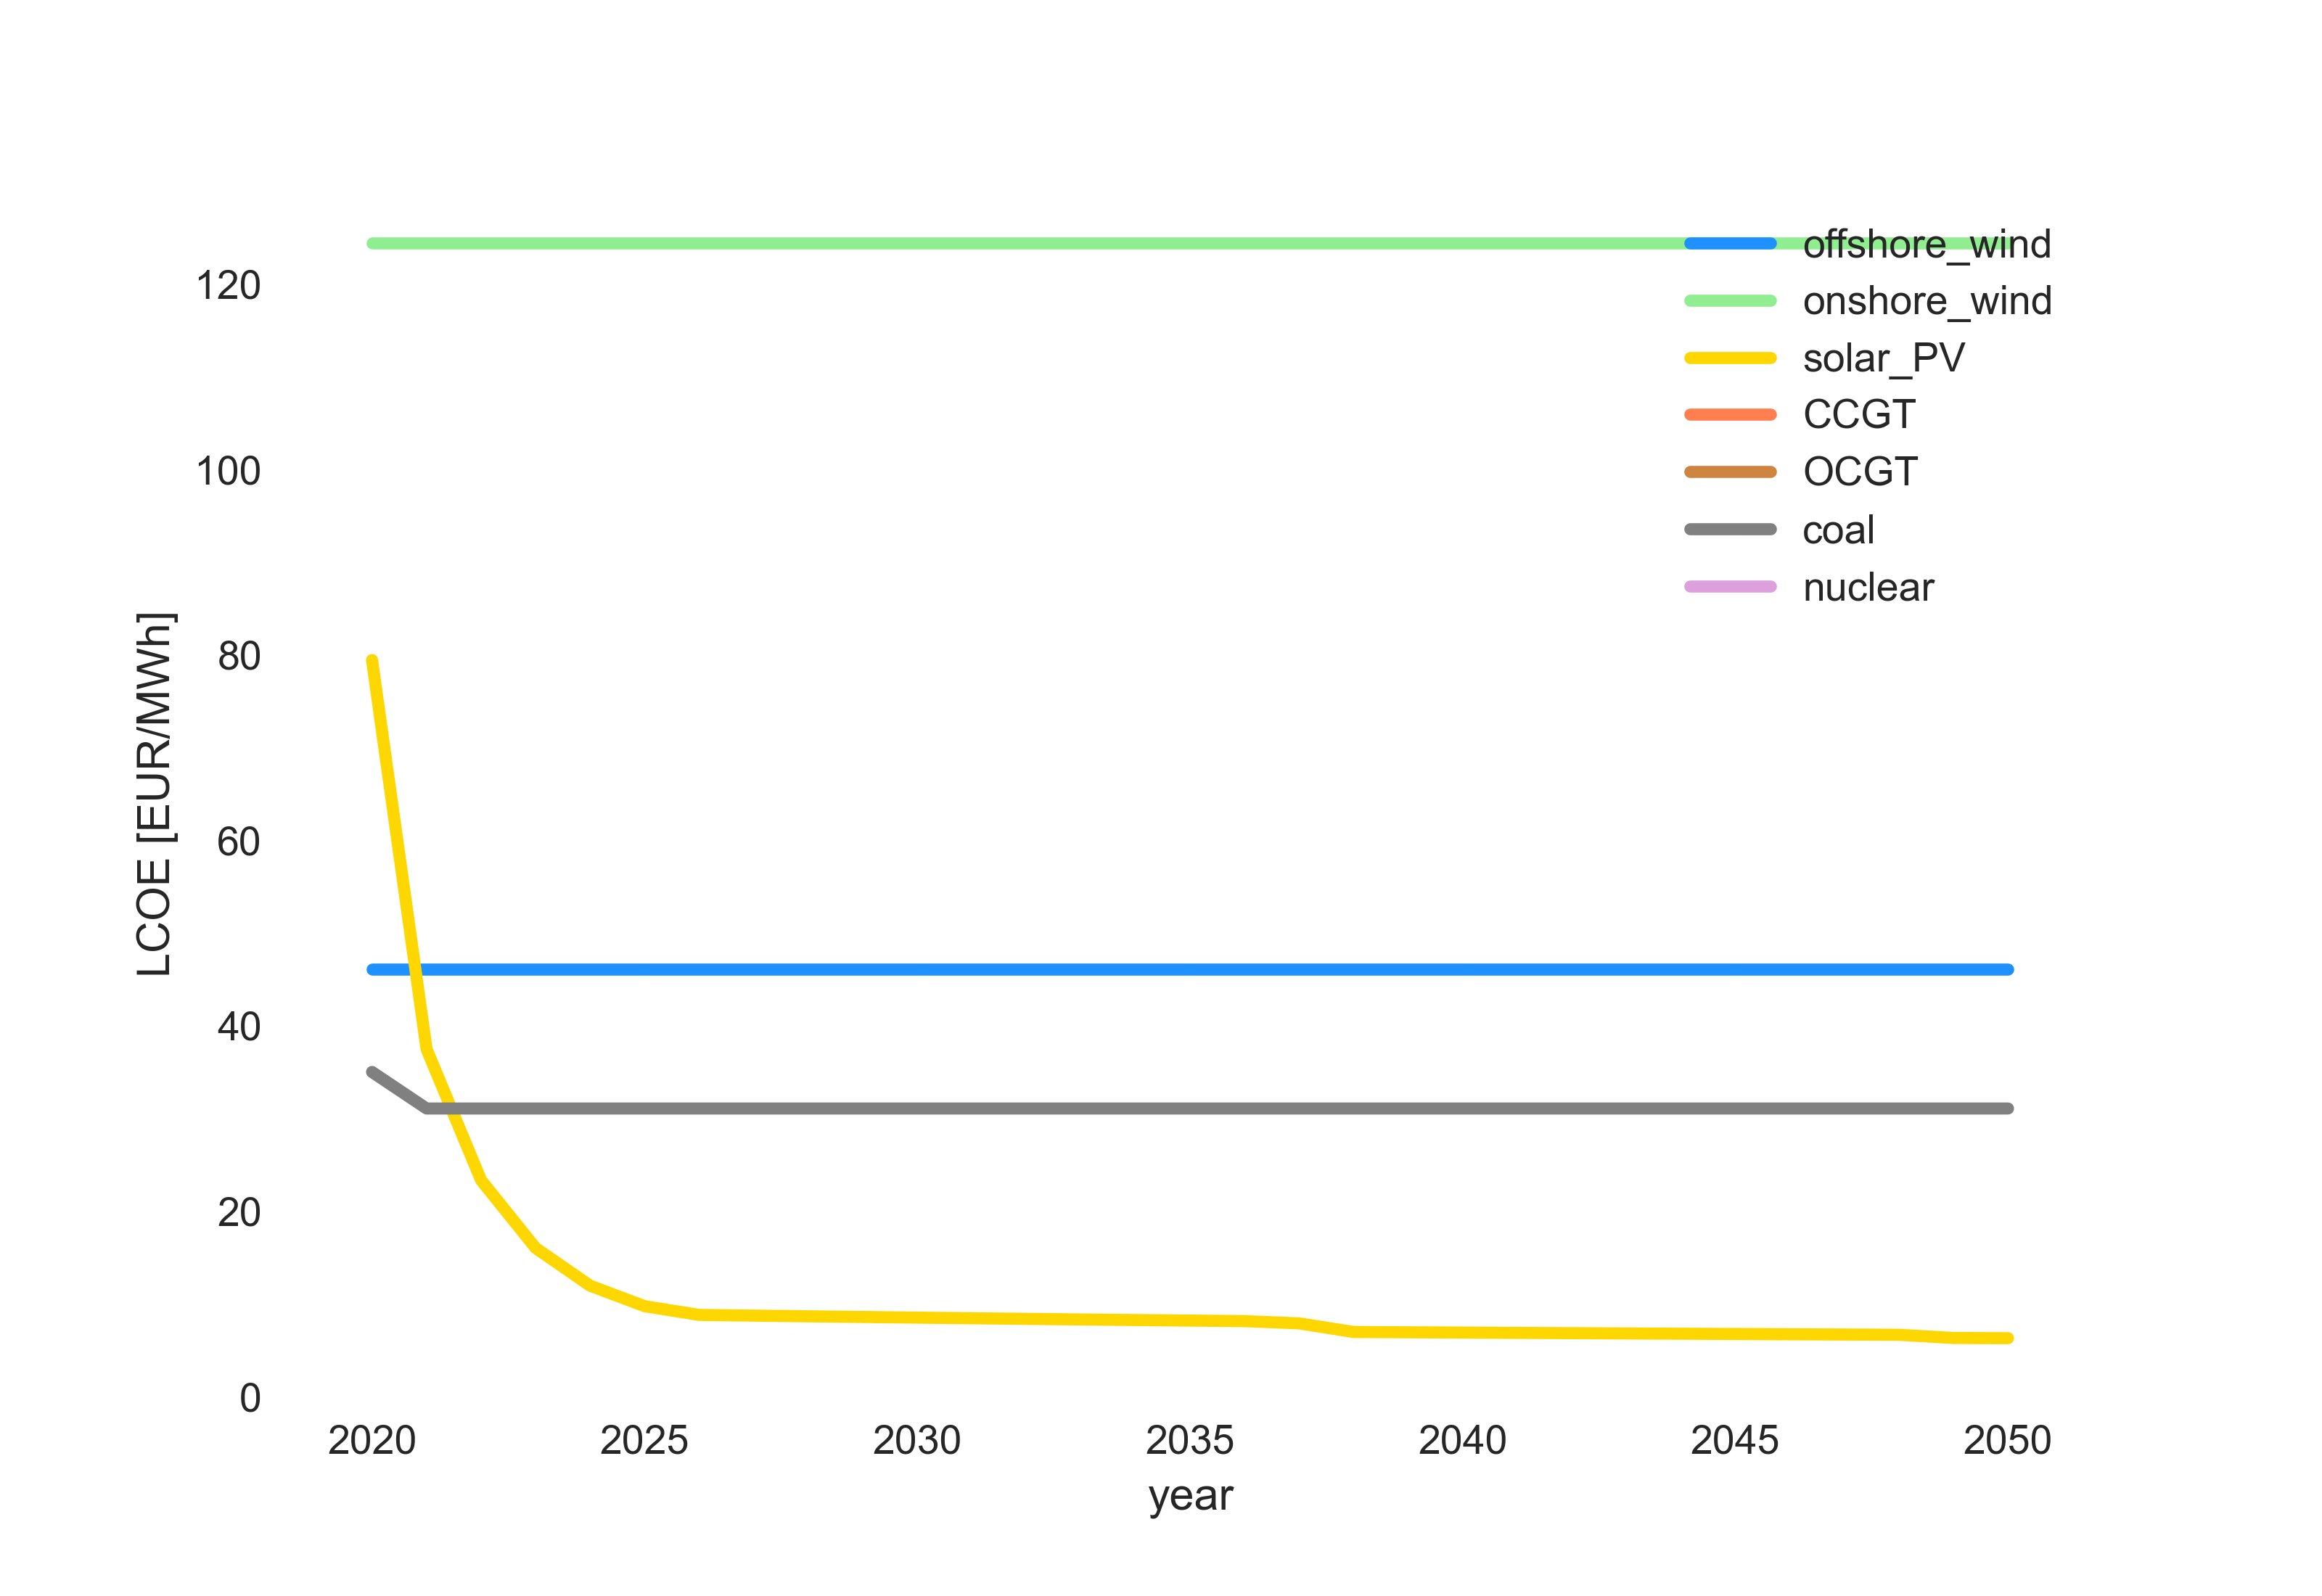 offshore_wind
onshore_wind
solar_PV
CCGT
OCGT
coal
nuclear
LCOE [EUR/MWh]
120
100
80
60
40
20
0
2020 2025 2030 2035 2040 2045 2050
year